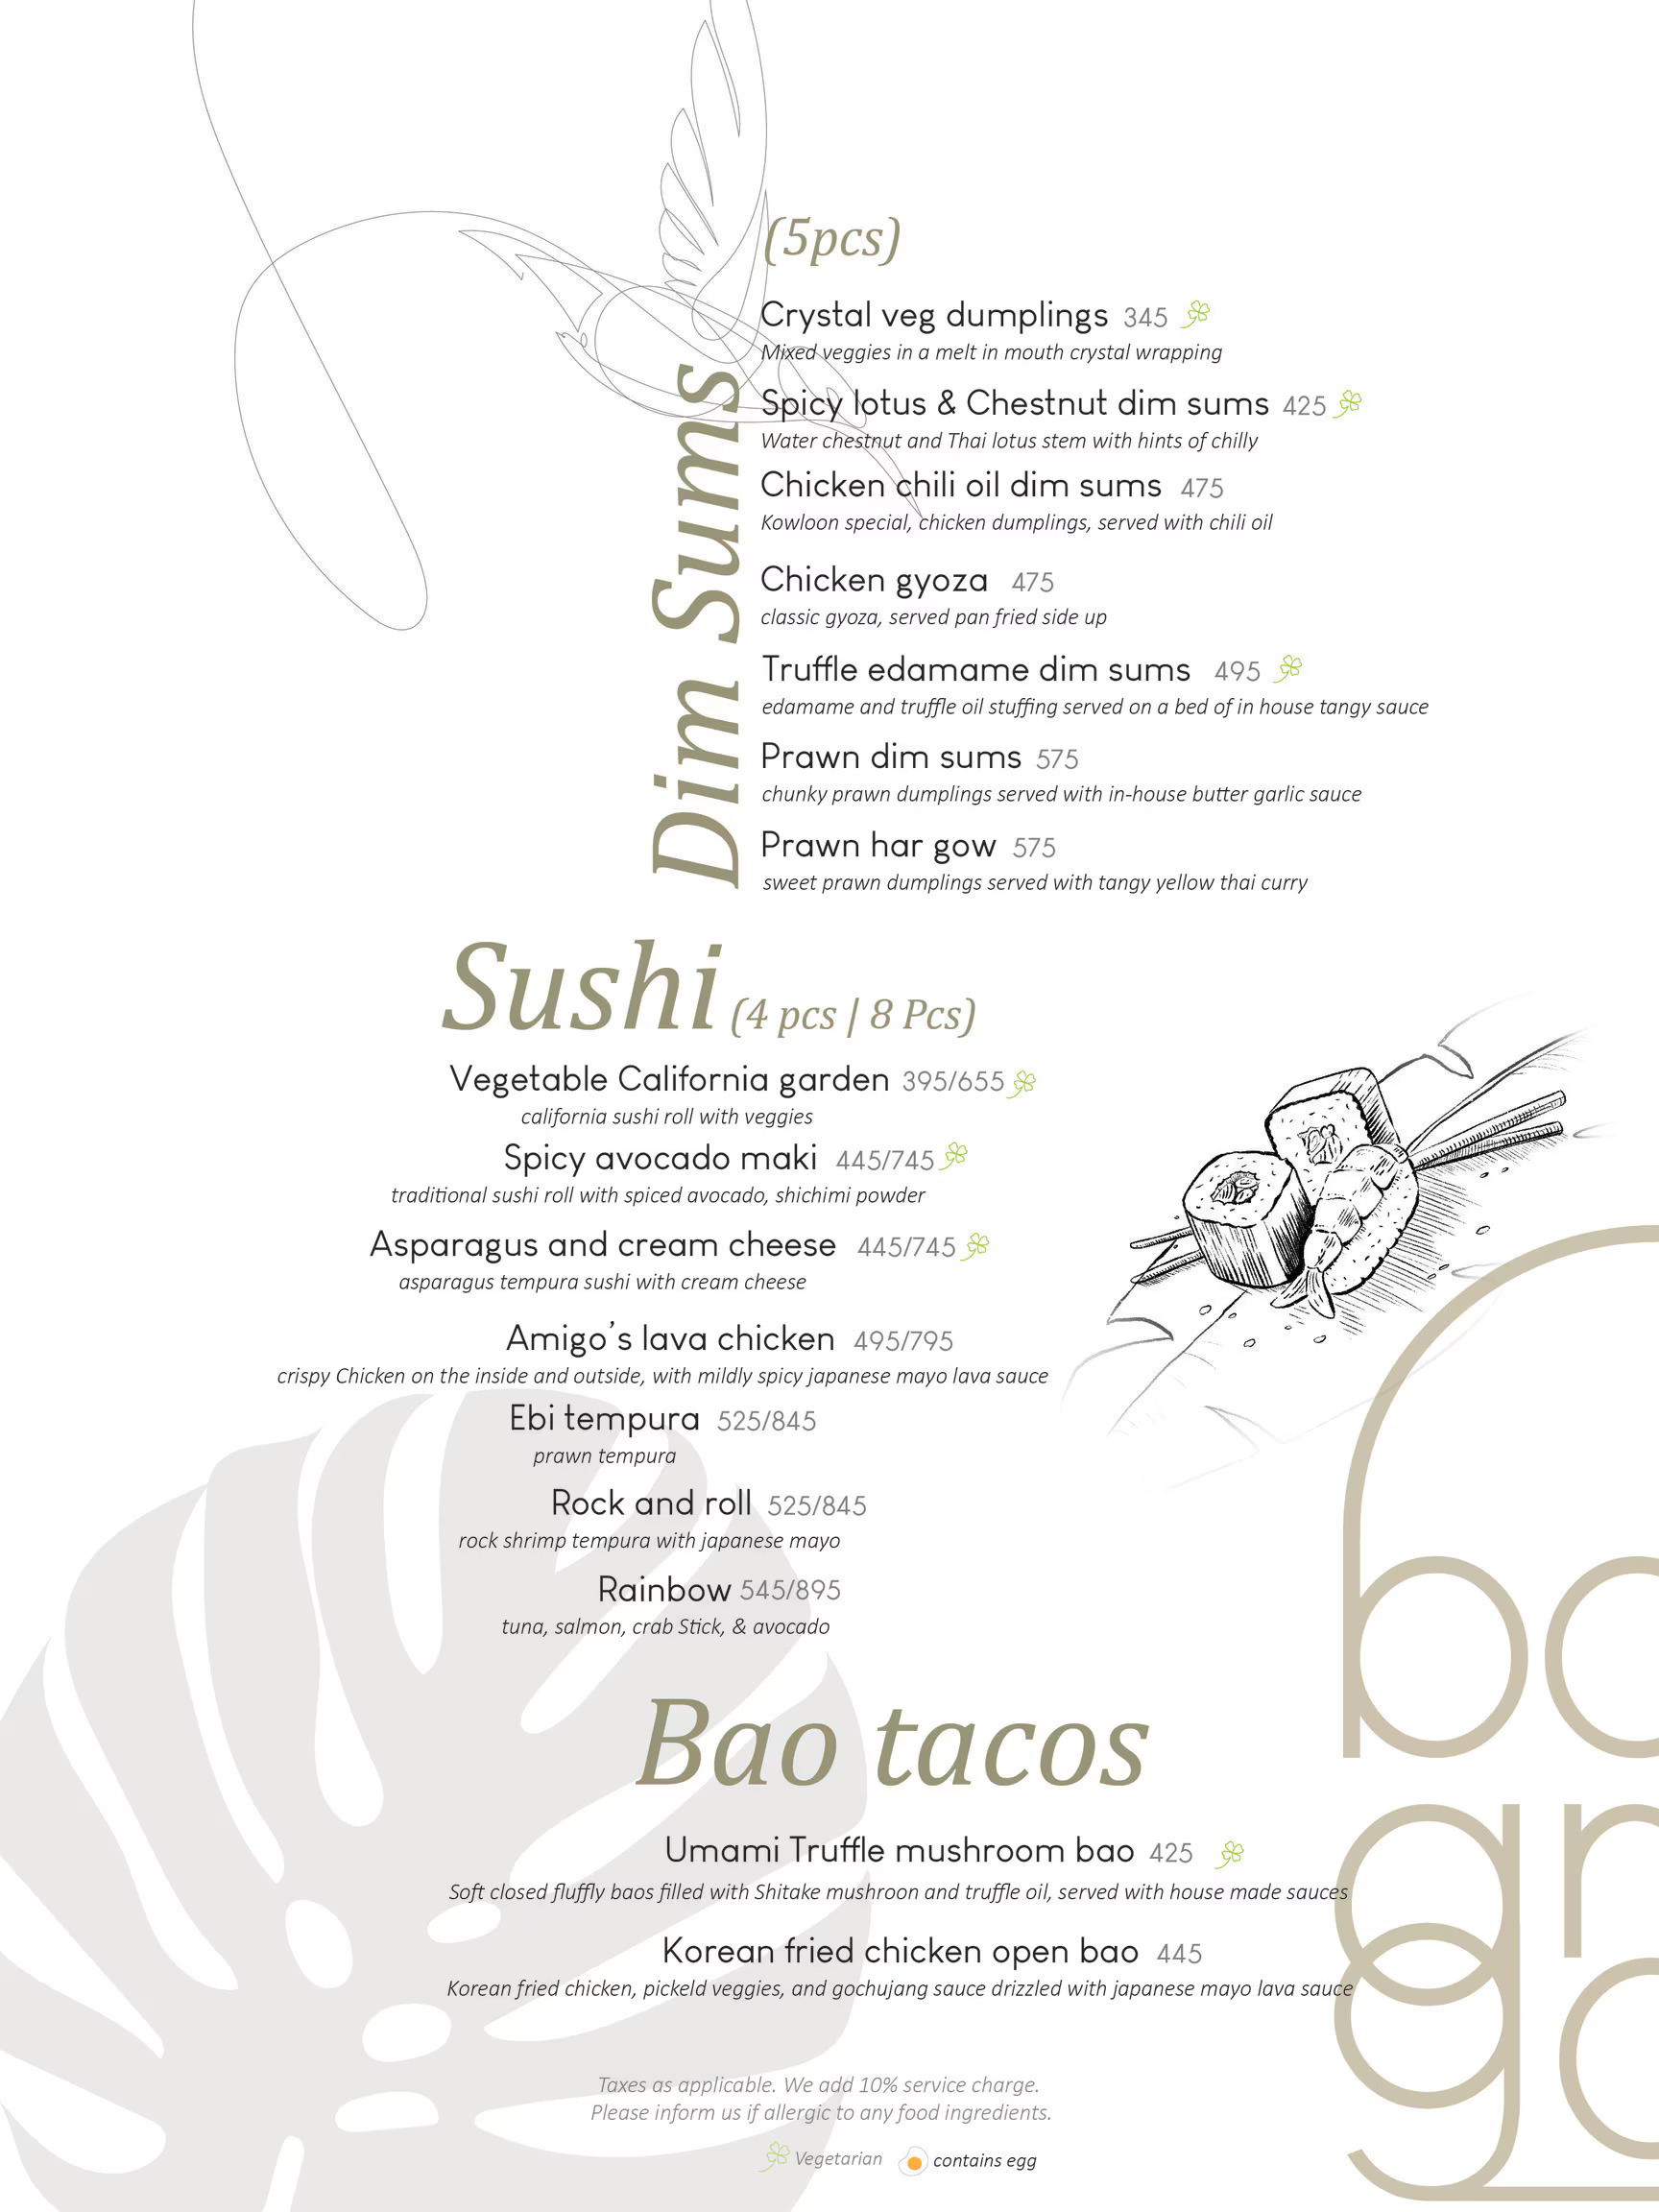 (5pcs)
Dim Sums
Crystal veg dumplings 345
Mixed veggies in a melt in mouth crystal wrapping
Spicy lotus & Chestnut dim sums 425
Water chestnut and Thai lotus stem with hints of chilly
Chicken chili oil dim sums 475
Kowloon special, chicken dumplings, served with chili oil
Chicken gyoza 475
classic gyoza, served pan fried side up
Truffle edamame dim sums 495
edamame and truffle oil stuffing served on a bed of in house tangy sauce
Prawn dim sums 575
chunky prawn dumplings served with in-house butter garlic sauce
Prawn har gow 575
sweet prawn dumplings served with tangy yellow thai curry
Sushi (4 pcs | 8 Pcs)
Vegetable California garden 395/655
california sushi roll with veggies
Spicy avocado maki 445/745
traditional sushi roll with spiced avocado, shichimi powder
Asparagus and cream cheese 445/745
asparagus tempura sushi with cream cheese
Amigo's lava chicken 495/795
crispy Chicken on the inside and outside, with mildly spicy japanese mayo lava sauce
Ebi tempura 525/845
prawn tempura
Rock and roll 525/845
rock shrimp tempura with japanese mayo
Rainbow 545/895
tuna, salmon, crab Stick, & avocado
Bao tacos
Umami Truffle mushroom bao 425
Soft closed fluffly baos filled with Shitake mushroon and truffle oil, served with house made sauces
Korean fried chicken open bao 445
Korean fried chicken, pickeld veggies, and gochujang sauce drizzled with japanese mayo lava sauce
Taxes as applicable. We add 10% service charge.
Please inform us if allergic to any food ingredients.
Vegetarian contains egg